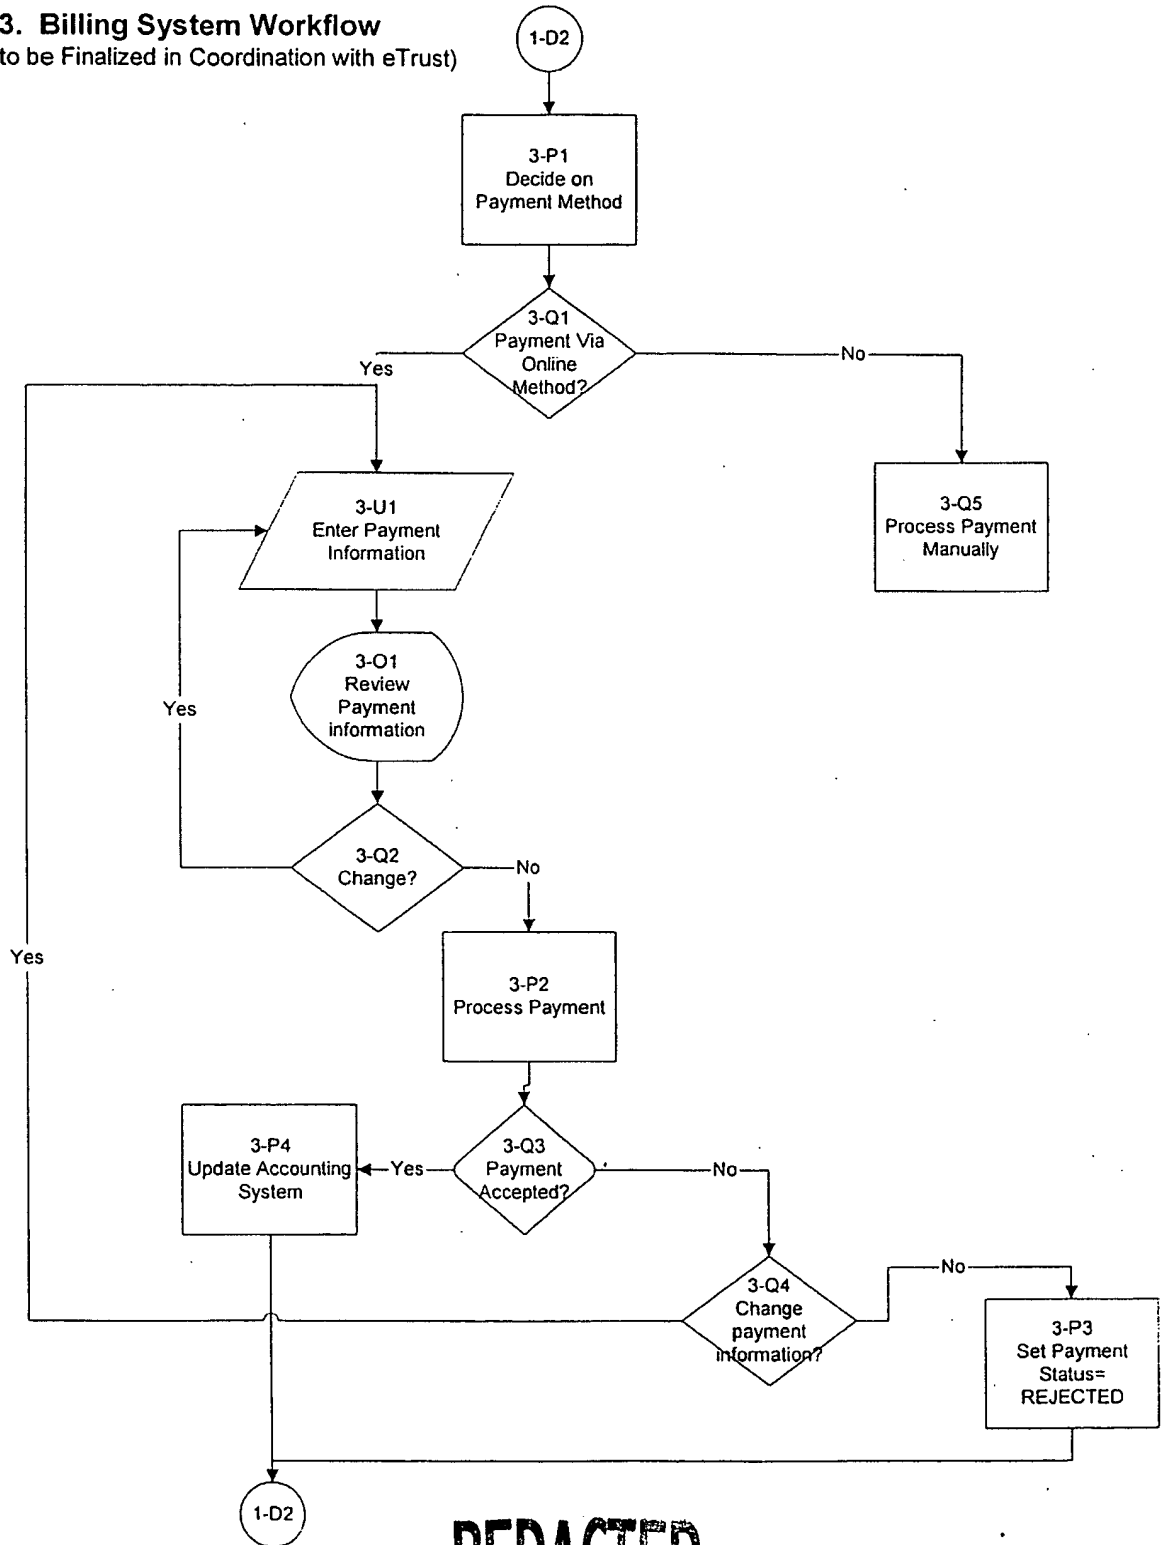 3. Billing System Workflow
to be Finalized in Coordination with eTrust)
1-D2
3-P1
Decide on
Payment Method
3-Q1
Payment Via
Online
Method?
Yes
No
3-U1
Enter Payment
Information
3-Q5
Process Payment
Manually
3-O1
Review
Payment
information
Yes
3-Q2
Change?
No
Yes
3-P2
Process Payment
3-P4
Update Accounting
System
Yes
3-Q3
Payment
Accepted?
No
3-Q4
Change
payment
information?
No
3-P3
Set Payment
Status=
REJECTED
1-D2
REDACTED